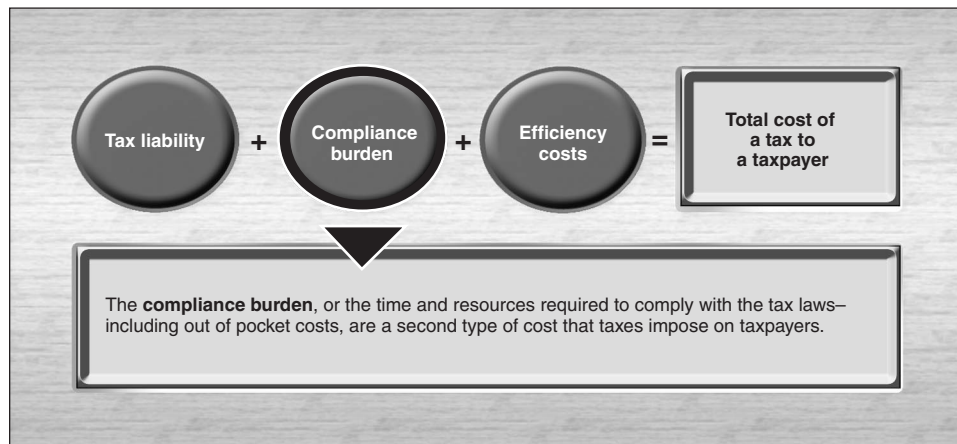 Tax liability + Compliance burden + Efficiency costs = Total cost of a tax to a taxpayer
The compliance burden, or the time and resources required to comply with the tax laws–
including out of pocket costs, are a second type of cost that taxes impose on taxpayers.